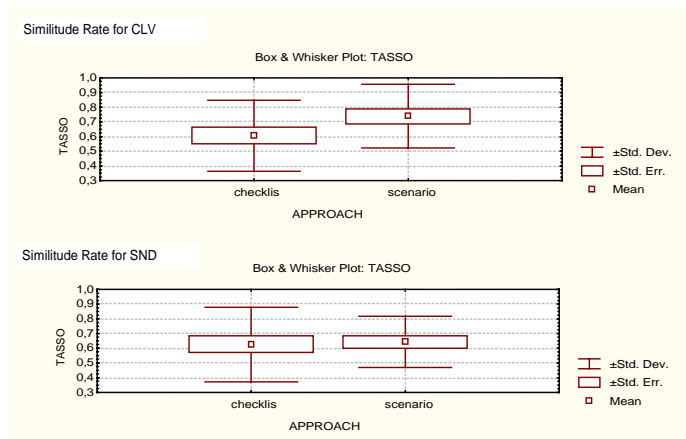 Similitude Rate for CLV
Box & Whisker Plot: TASSO
TASSO
1,0
0,9
0,8
0,7
0,6
0,5
0,4
0,3
checklis scenario
APPROACH
±Std. Dev.
±Std. Err.
Mean
Similitude Rate for SND
Box & Whisker Plot: TASSO
TASSO
1,0
0,9
0,8
0,7
0,6
0,5
0,4
0,3
checklis scenario
APPROACH
±Std. Dev.
±Std. Err.
Mean